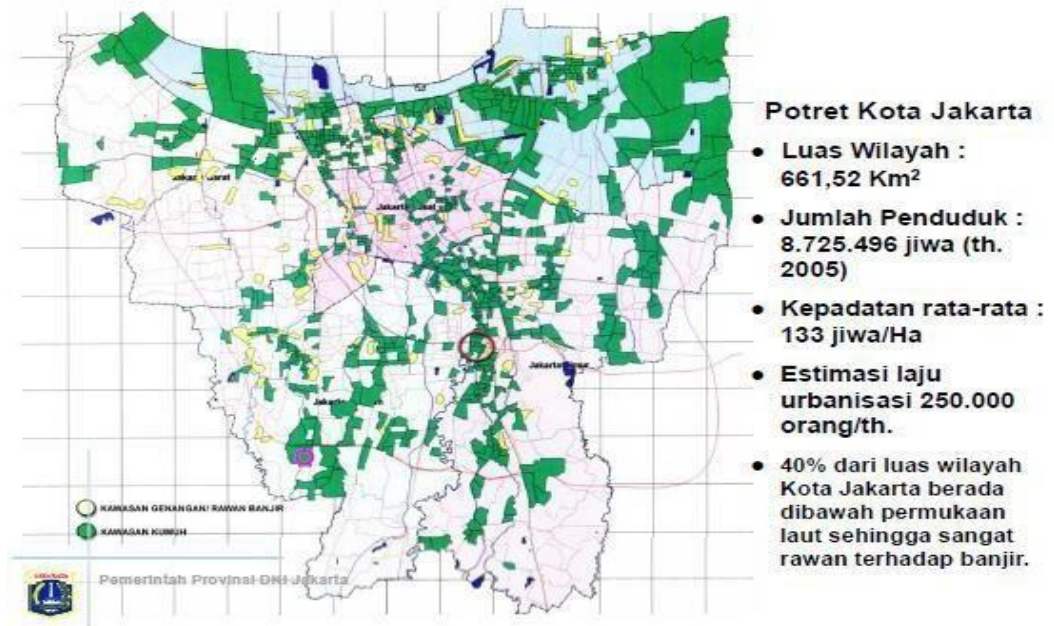 Potret Kota Jakarta
• Luas Wilayah :
661,52 Km²
• Jumlah Penduduk :
8.725.496 jiwa (th.
2005)
• Kepadatan rata-rata :
133 jiwa/Ha
• Estimasi laju
urbanisasi 250.000
orang/th.
• 40% dari luas wilayah
Kota Jakarta berada
dibawah permukaan
laut sehingga sangat
rawan terhadap banjir.
Jakarta
Jakarta
Jakarta
KAWASAN GENANGAN/ RAWAN BANJIR
KAWASAN KUMUH
Pemerintah Provinsi DKI Jakarta